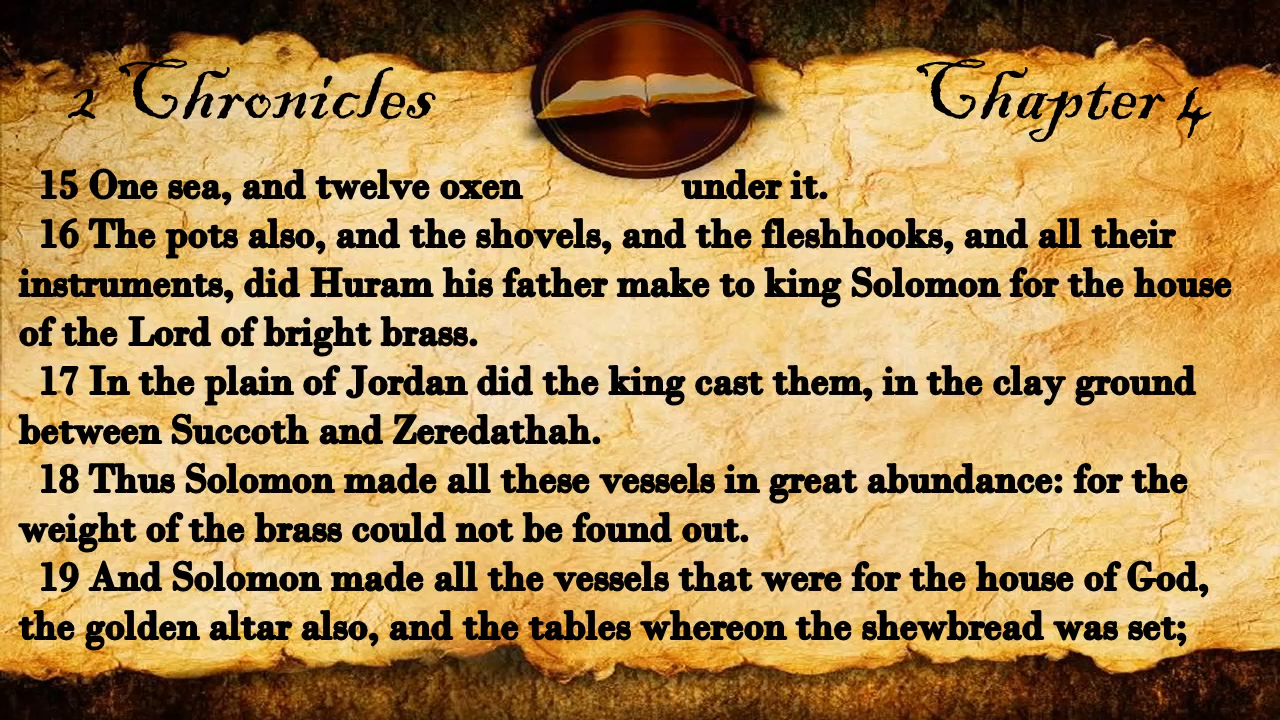 2 Chronicles Chapter 4
15 One sea, and twelve oxen under it.
16 The pots also, and the shovels, and the fleshhooks, and all their
instruments, did Huram his father make to king Solomon for the house
of the Lord of bright brass.
17 In the plain of Jordan did the king cast them, in the clay ground
between Succoth and Zeredathah.
18 Thus Solomon made all these vessels in great abundance: for the
weight of the brass could not be found out.
19 And Solomon made all the vessels that were for the house of God,
the golden altar also, and the tables whereon the shewbread was set;